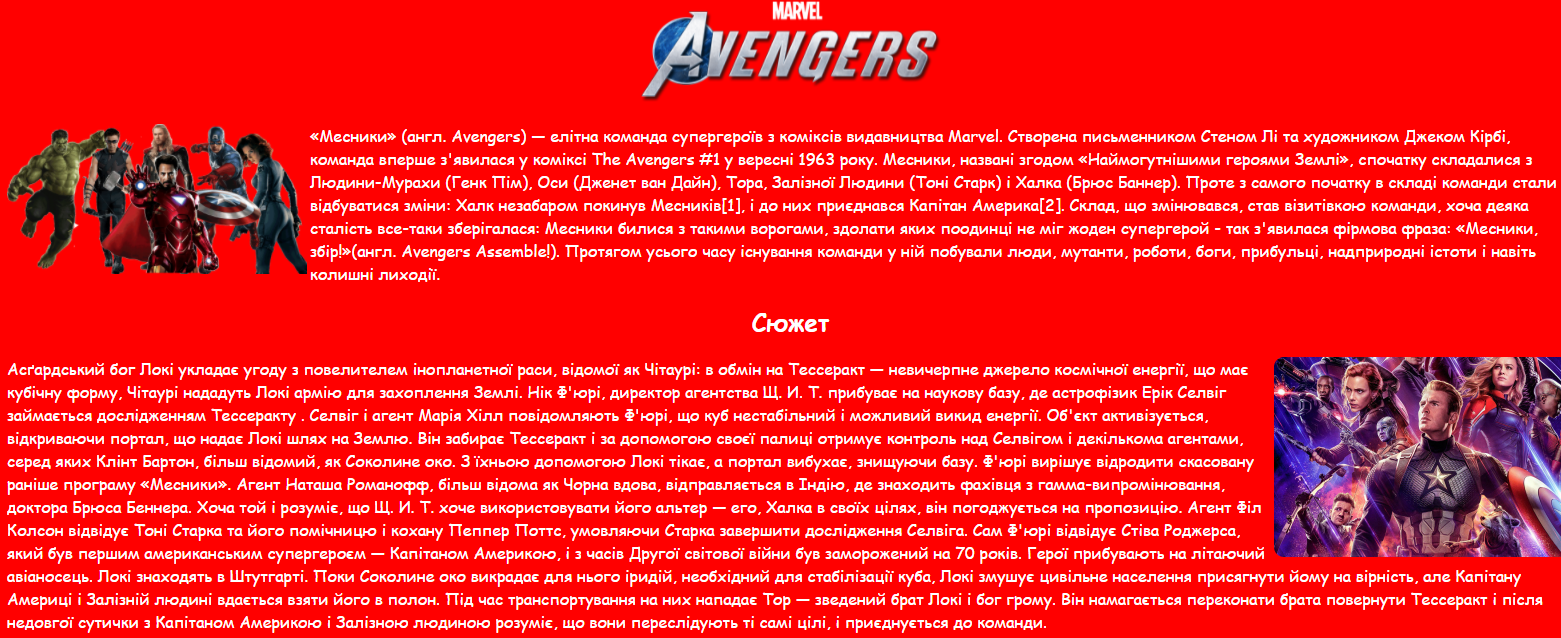 MARVEL
AVENGERS
«Месники» (англ. Avengers) — елітна команда супергероїв з коміксів видавництва Marvel. Створена письменником Стеном Лі та художником Джеком Кірбі,
команда вперше з'явилася у коміксі The Avengers #1 у вересні 1963 року. Месники, названі згодом «Наймогутнішими героями Землі», спочатку складалися з
Людини-Мурахи (Генк Пім), Оси (Дженет ван Дайн), Тора, Залізної Людини (Тоні Старк) і Халка (Брюс Баннер). Проте з самого початку в складі команди стали
відбуватися зміни: Халк незабаром покинув Месників[1], і до них приєднався Капітан Америка[2]. Склад, що змінювався, став візитівкою команди, хоча деяка
сталість все-таки зберігалася: Месники билися з такими ворогами, здолати яких поодинці не міг жоден супергерой - так з'явилася фірмова фраза: «Месники,
збір!»(англ. Avengers Assemble!). Протягом усього часу існування команди у ній побували люди, мутанти, роботи, боги, прибульці, надприродні істоти і навіть
колишні лиходії.
Сюжет
Асґардський бог Локі укладає угоду з повелителем інопланетної раси, відомої як Чітаурі: в обмін на Тессеракт — невичерпне джерело космічної енергії, що має
кубічну форму, Чітаурі нададуть Локі армію для захоплення Землі. Нік Ф'юрі, директор агентства Щ. И. Т. прибуває на наукову базу, де астрофізик Ерік Селвіг
займається дослідженням Тессеракту . Селвіг і агент Марія Хілл повідомляють Ф'юрі, що куб нестабільний і можливий викид енергії. Об'єкт активізується,
відкриваючи портал, що надає Локі шлях на Землю. Він забирає Тессеракт і за допомогою своєї палиці отримує контроль над Селвігом і декількома агентами,
серед яких Клінт Бартон, більш відомий, як Соколине око. З їхньою допомогою Локі тікає, а портал вибухає, знищуючи базу. Ф'юрі вирішує відродити скасовану
раніше програму «Месники». Агент Наташа Романофф, більш відома як Чорна вдова, відправляється в Індію, де знаходить фахівця з гамма-випромінювання,
доктора Брюса Беннера. Хоча той і розуміє, що Щ. И. Т. хоче використовувати його альтер — его, Халка в своїх цілях, він погоджується на пропозицію. Агент Філ
Колсон відвідує Тоні Старка та його помічницю і кохану Пеппер Поттс, умовляючи Старка завершити дослідження Селвіга. Сам Ф'юрі відвідує Стіва Роджерса,
який був першим американським супергероєм — Капітаном Америкою, і з часів Другої світової війни був заморожений на 70 років. Герої прибувають на літаючий
авіаносець. Локі знаходять в Штутгарті. Поки Соколине око викрадає для нього іридій, необхідний для стабілізації куба, Локі змушує цивільне населення присягнути йому на вірність, але Капітану
Америці і Залізній людині вдається взяти його в полон. Під час транспортування на них нападає Тор — зведений брат Локі і бог грому. Він намагається переконати брата повернути Тессеракт і після
недовгої сутички з Капітаном Америкою і Залізною людиною розуміє, що вони переслідують ті самі цілі, і приєднується до команди.